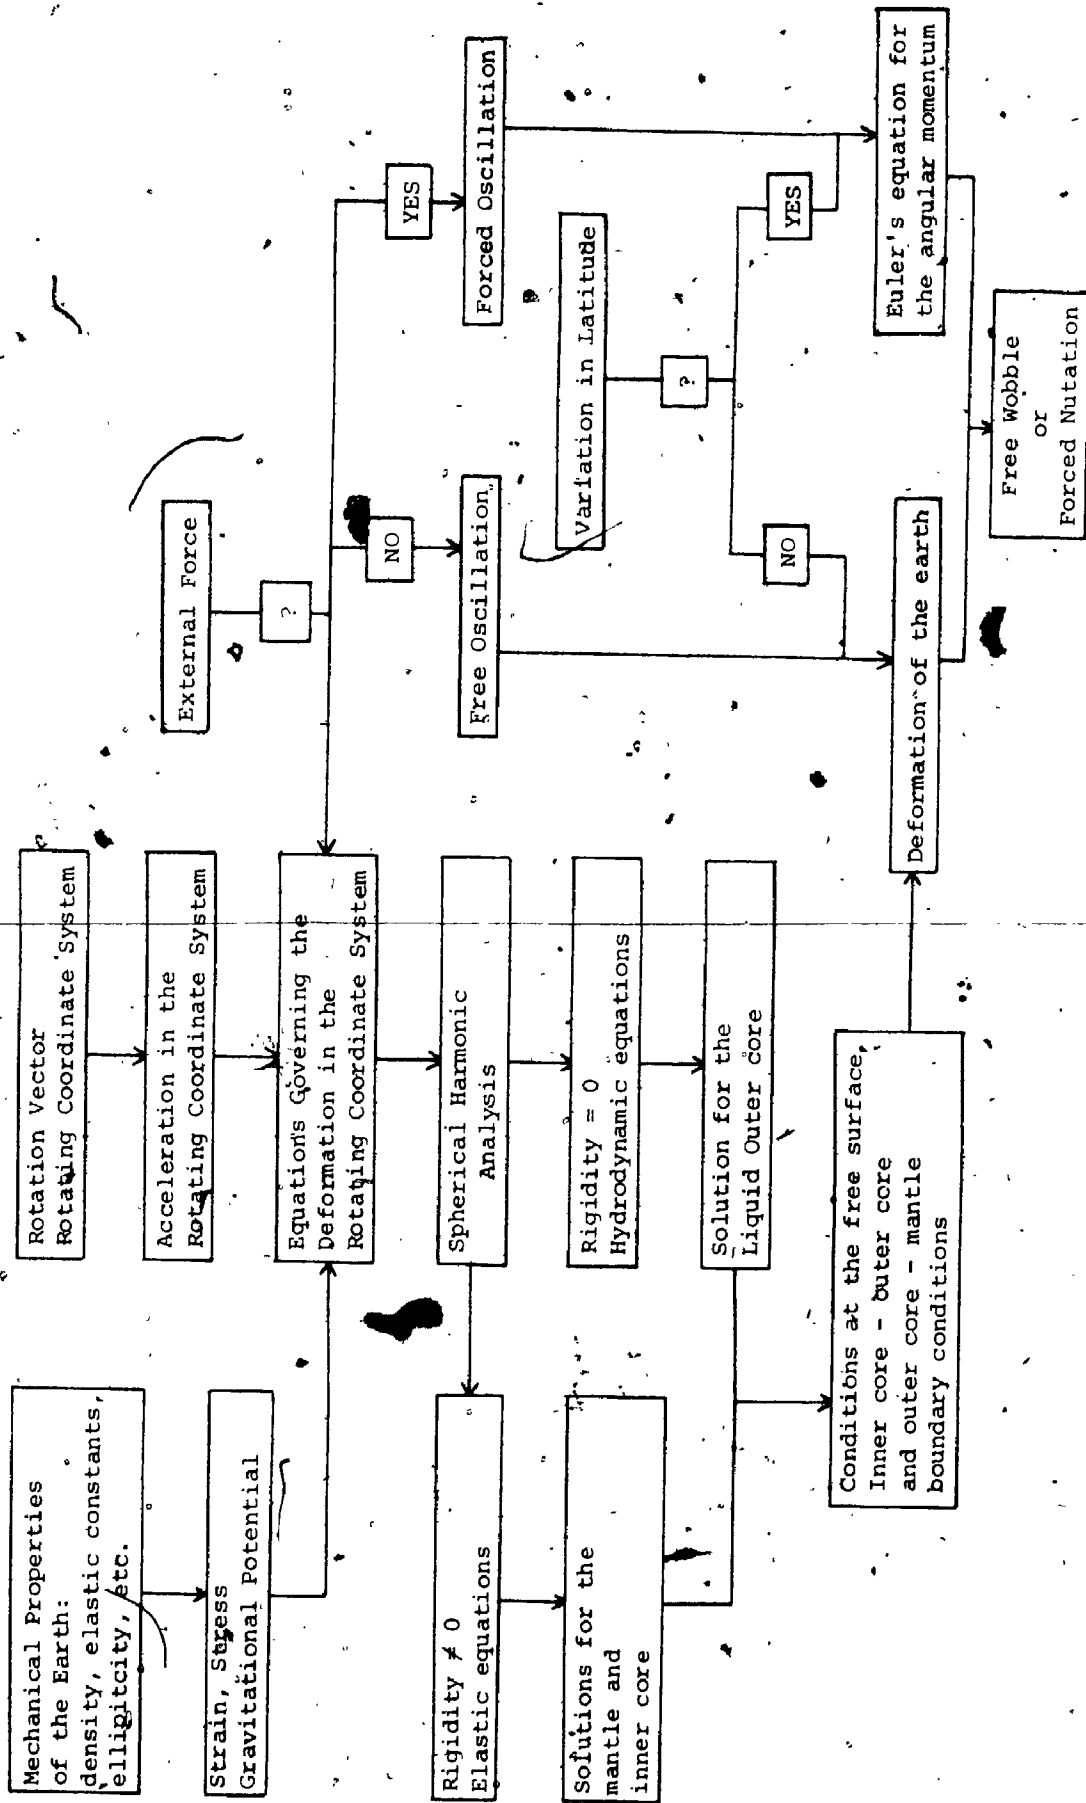 Mechanical Properties
of the Earth:
density, elastic constants,
ellipitcity, etc.
Strain, Stress
Gravitational Potential
Rotation Vector
Rotating Coordinate System
Acceleration in the
Rotating Coordinate System
Equation's Governing the
Deformation in the
Rotating Coordinate System
External Force
?
NO
YES
Free Oscillation
Forced Oscillation
Spherical Harmonic
Analysis
Rigidity ≠ 0
Elastic equations
Rigidity = 0
Hydrodynamic equations
Solutions for the
mantle and
inner core
Solution for the
Liquid Outer core
Variation in Latitude
?
NO
YES
Conditions at the free surface,
Inner core - outer core
and outer core - mantle
boundary conditions
Deformation of the earth
Euler's equation for
the angular momentum
Free Wobble
or
Forced Nutation